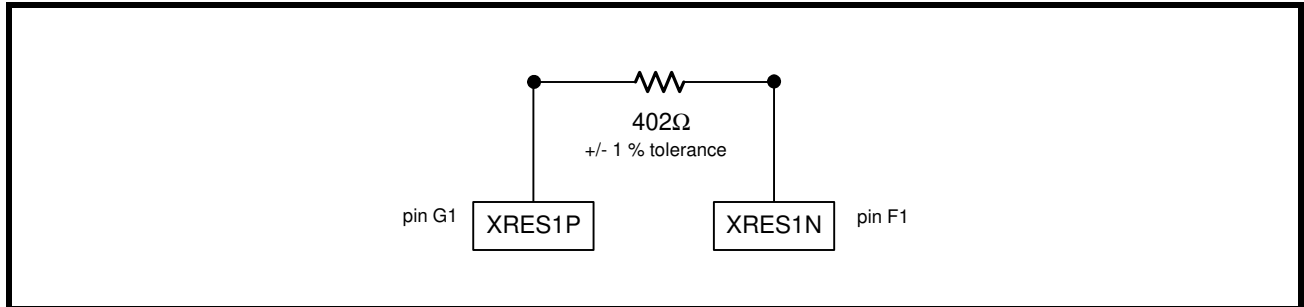 402Ω
+/- 1 % tolerance
pin G1 XRES1P XRES1N pin F1